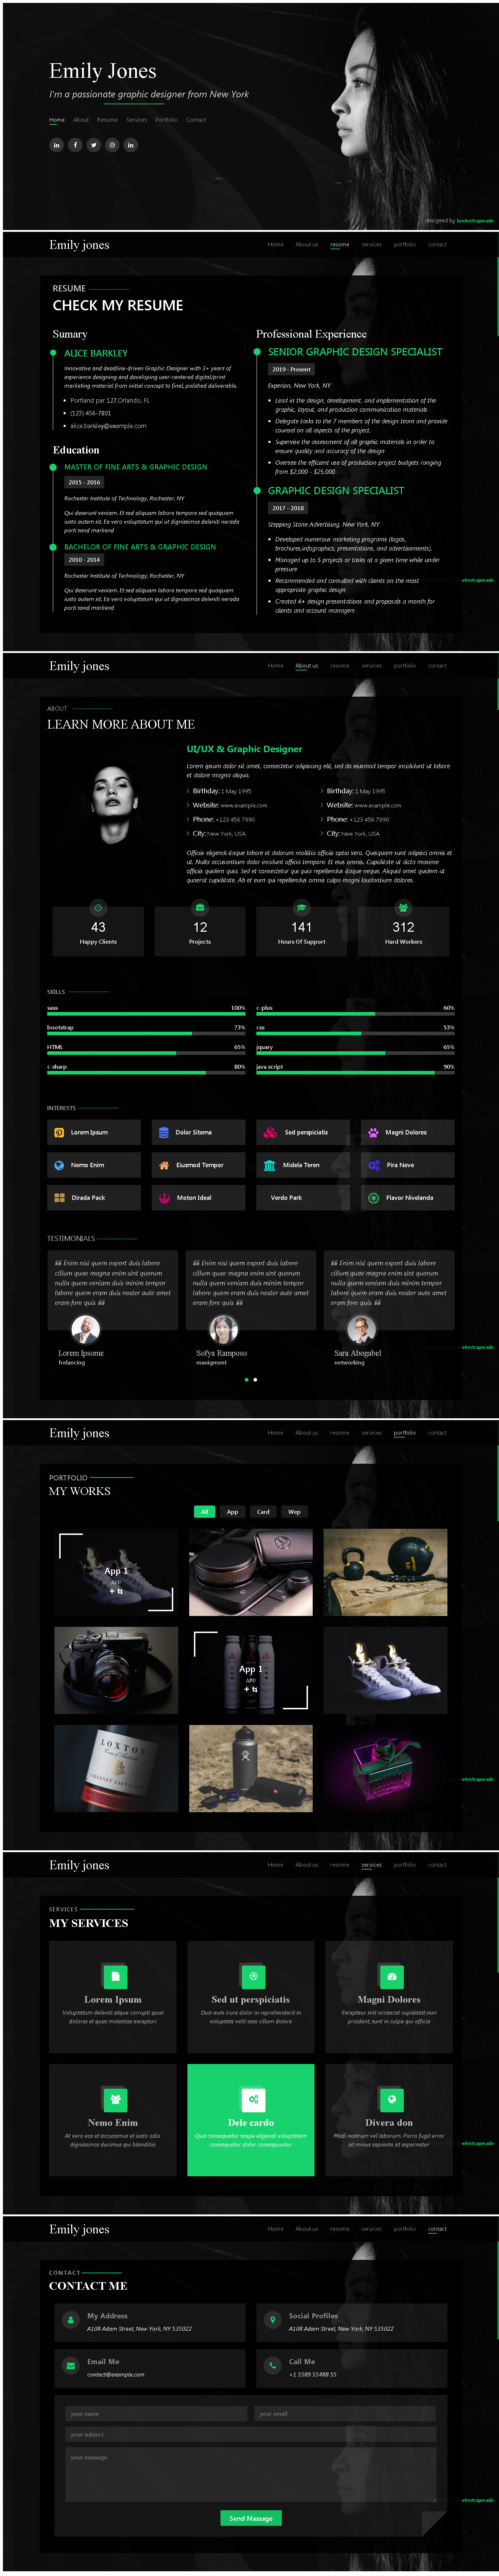 Emily Jones
I'm a passionate graphic designer from New York
Home About Resume Services Portfolio Contact
designed by bootestrapmade
Emily jones
Home About us resome services portfolio contact
RESUME
CHECK MY RESUME
Sumary
ALICE BARKLEY
Innovative and deadline-driven Graphic Designer with 3+ years of
experience designing and developing user-centered digital/print
marketing material from initial concept to final, polished deliverable.
Portland par 127,Orlando, FL
(123) 456-7891
alice.barkley@example.com
Education
MASTER OF FINE ARTS & GRAPHIC DESIGN
2015 - 2016
Rochester Institute of Technology, Rochester, NY
Qui deserunt veniam. Et sed aliquam labore tempore sed quisquam
iusto autem sit. Ea vero voluptatum qui ut dignissimos deleniti nerada
porti sand markend
BACHELOR OF FINE ARTS & GRAPHIC DESIGN
2010 - 2014
Rochester Institute of Technology, Rochester, NY
Qui deserunt veniam. Et sed aliquam labore tempore sed quisquam
iusto autem sit. Ea vero voluptatum qui ut dignissimos deleniti nerada
porti sand markend
Professional Experience
SENIOR GRAPHIC DESIGN SPECIALIST
2019 - Present
Experion, New York, NY
Lead in the design, development, and implementation of the
graphic, layout, and production communication materials
Delegate tasks to the 7 members of the design team and provide
counsel on all aspects of the project.
Supervise the assessment of all graphic materials in order to
ensure quality and accuracy of the design
Oversee the efficient use of production project budgets ranging
from $2,000 - $25,000
GRAPHIC DESIGN SPECIALIST
2017 - 2018
Stepping Stone Advertising, New York, NY
Developed numerous marketing programs (logos,
brochures,infographics, presentations, and advertisements).
Managed up to 5 projects or tasks at a given time while under
pressure
Recommended and consulted with clients on the most
appropriate graphic design
Created 4+ design presentations and proposals a month for
clients and account managers
otestrapmade
Emily jones
Home About us resome services portfolio contact
ABOUT
LEARN MORE ABOUT ME
UI/UX & Graphic Designer
Lorem ipsum dolor sit amet, consectetur adipiscing elit, sed do eiusmod tempor incididunt ut labore
et dolore magna aliqua.
Birthday: 1 May 1995 Birthday: 1 May 1995
Website: www.example.com Website: www.example.com
Phone: +123 456 7890 Phone: +123 456 7890
City: New York, USA City: New York, USA
Officiis eligendi itaque labore et dolorum mollitia officiis optio vero. Quisquam sunt adipisci omnis et
ut. Nulla accusantium dolor incidunt officia tempore. Et eius omnis. Cupiditate ut dicta maxime
officiis quidem quia. Sed et consectetur qui quia repellendus itaque neque. Aliquid amet quidem ut
quaerat cupiditate. Ab et eum qui repellendus omnis culpa magni laudantium dolores.
43 12 141 312
Happy Clients Projects Hours Of Support Hard Workers
SKILLS
sass 100% c-plus 60%
bootstrap 73% css 53%
HTML 65% jquary 65%
c-sharp 80% java script 90%
INTERESTS
Lorem Ipsum Dolor Sitema Sed perspiciatis Magni Dolores
Nemo Enim Eiusmod Tempor Midela Teren Pira Neve
Dirada Pack Moton Ideal Verdo Park Flavor Nivelanda
TESTIMONIALS
Enim nisi quem export duis labore
cillum quae magna enim sint quorum
nulla quem veniam duis minim tempor
labore quem eram duis noster aute amet
eram fore quis
Lorem Ipsome
frelancing
Enim nisi quem export duis labore
cillum quae magna enim sint quorum
nulla quem veniam duis minim tempor
labore quem eram duis noster aute amet
eram fore quis
Sofya Ramposo
manigment
Enim nisi quem export duis labore
cillum quae magna enim sint quorum
nulla quem veniam duis minim tempor
labore quem eram duis noster aute amet
eram fore quis
Sara Abogabel
networking
otestrapmade
Emily jones
Home About us resome services portfolio contact
PORTFOLIO
MY WORKS
All App Card Wep
App 1
APP
App 1
APP
LOXTON
CABERNET SAUVIGNON
otestrapmade
Emily jones
Home About us resome services portfolio contact
SERVICES
MY SERVICES
Lorem Ipsum
Voluptatum deleniti atque corrupti quos
dolores et quas molestias excepturi
Sed ut perspiciatis
Duis aute irure dolor in reprehenderit in
voluptate velit esse cillum dolore
Magni Dolores
Excepteur sint occaecat cupidatat non
proident, sunt in culpa qui officia
Nemo Enim
At vero eos et accusamus et iusto odio
dignissimos ducimus qui blanditiis
Dele cardo
Quis consequatur saepe eligendi voluptatem
consequatur dolor consequuntur
Divera don
Modi nostrum vel laborum. Porro fugit error
sit minus sapiente sit aspernatur
otestrapmade
Emily jones
Home About us resome services portfolio contact
CONTACT
CONTACT ME
My Address
A108 Adam Street, New York, NY 535022
Social Profiles
A108 Adam Street, New York, NY 535022
Email Me
contact@example.com
Call Me
+1 5589 55488 55
your name your email
your subject
your massage
Send Massage
otestrapmade